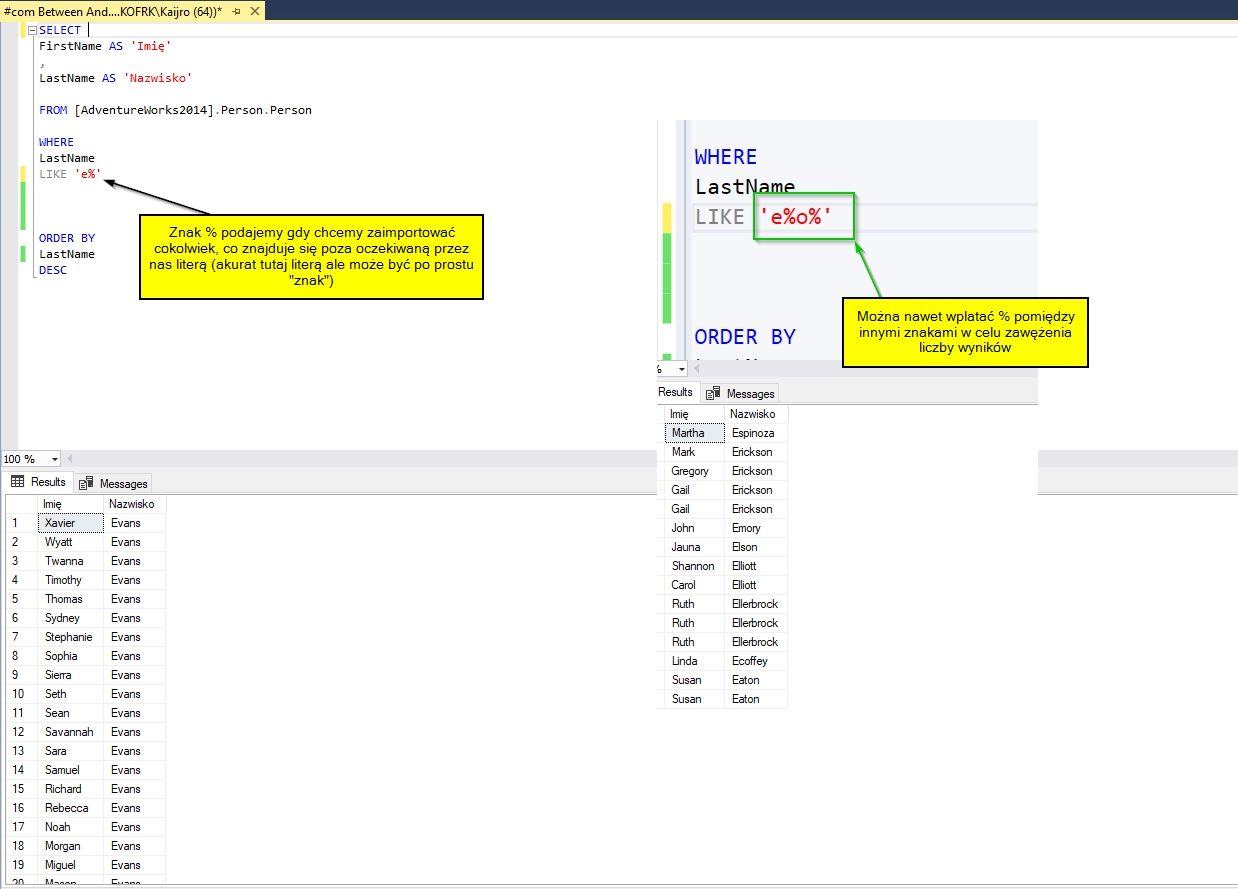 #com Between And....KOFRK\Kaijro (64))*
SELECT
FirstName AS 'Imię'
,
LastName AS 'Nazwisko'
FROM [AdventureWorks2014].Person.Person
WHERE
LastName
LIKE 'e%'
ORDER BY
LastName
DESC
Znak % podajemy gdy chcemy zaimportować
cokolwiek, co znajduje się poza oczekiwaną przez
nas literą (akurat tutaj literą ale może być po prostu
"znak")
WHERE
LastName
LIKE 'e%o%'
ORDER BY
Można nawet wplatać % pomiędzy
innymi znakami w celu zawężenia
liczby wyników
%
Results Messages
Imię Nazwisko
Martha Espinoza
Mark Erickson
Gregory Erickson
Gail Erickson
Gail Erickson
John Emory
Jauna Elson
Shannon Elliott
Carol Elliott
Ruth Ellerbrock
Ruth Ellerbrock
Ruth Ellerbrock
Linda Ecoffey
Susan Eaton
Susan Eaton
100 %
Results Messages
Imię Nazwisko
1 Xavier Evans
2 Wyatt Evans
3 Twanna Evans
4 Timothy Evans
5 Thomas Evans
6 Sydney Evans
7 Stephanie Evans
8 Sophia Evans
9 Sierra Evans
10 Seth Evans
11 Sean Evans
12 Savannah Evans
13 Sara Evans
14 Samuel Evans
15 Richard Evans
16 Rebecca Evans
17 Noah Evans
18 Morgan Evans
19 Miguel Evans
20 Mason Evans